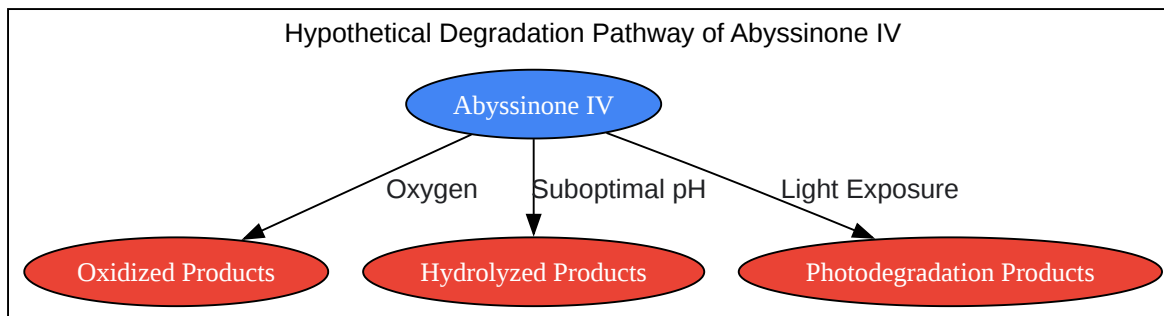 Hypothetical Degradation Pathway of Abyssinone IV
Abyssinone IV
Oxygen
Suboptimal pH
Light Exposure
Oxidized Products
Hydrolyzed Products
Photodegradation Products